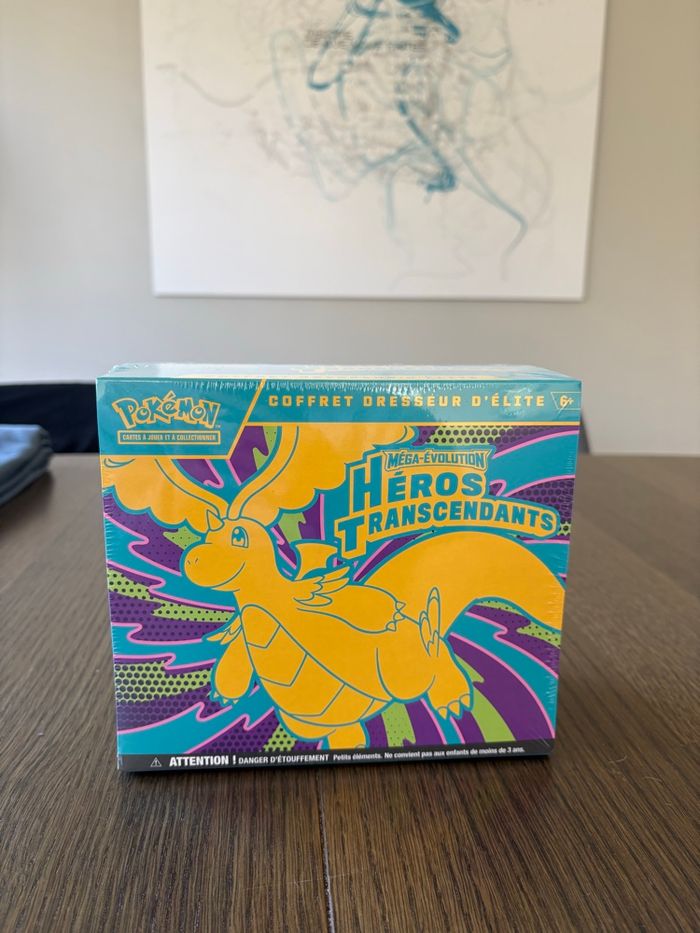 COFFRET DRESSEUR D'ÉLITE 6+
POKÉMON
CARTES À JOUER ET À COLLECTIONNER
MÉGA-ÉVOLUTION
HÉROS
TRANSCENDANTS
ATTENTION ! DANGER D'ÉTOUFFEMENT Petits éléments. Ne convient pas aux enfants de moins de 3 ans.